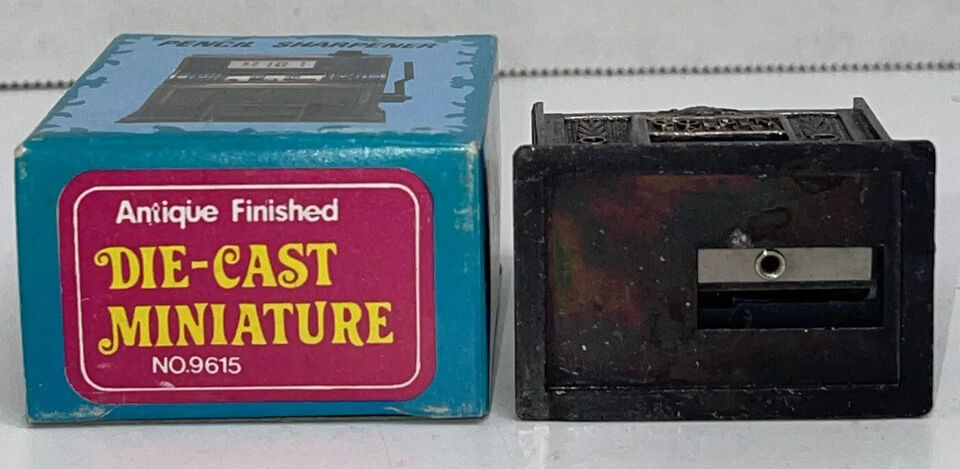 PENCIL SHARPENER
Antique Finished
DIE-CAST
MINIATURE
NO.9615